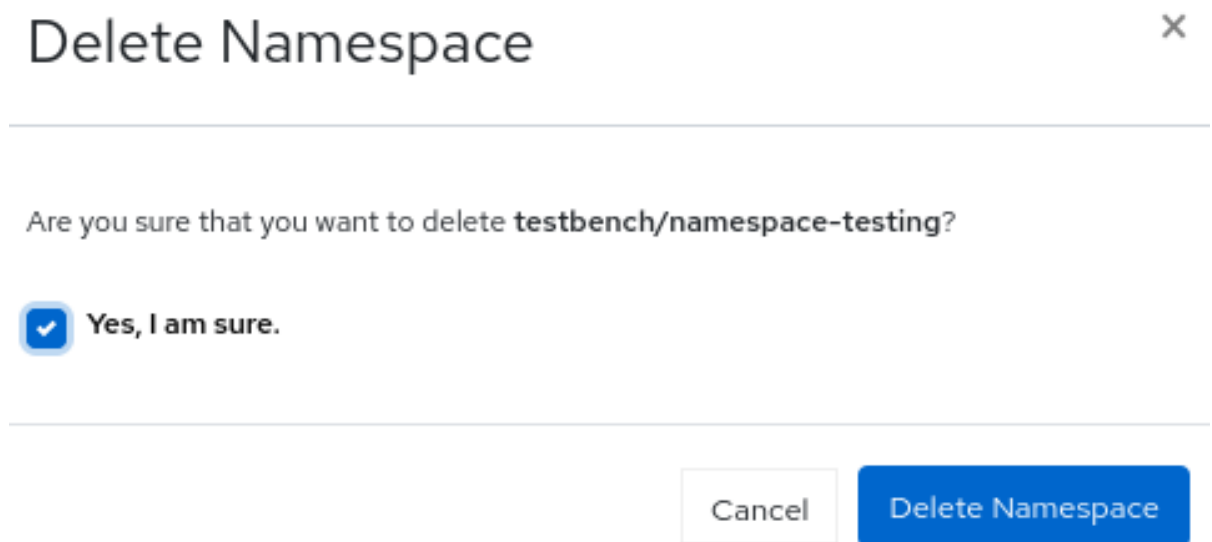 Delete Namespace
Are you sure that you want to delete testbench/namespace-testing?
Yes, I am sure.
Cancel
Delete Namespace